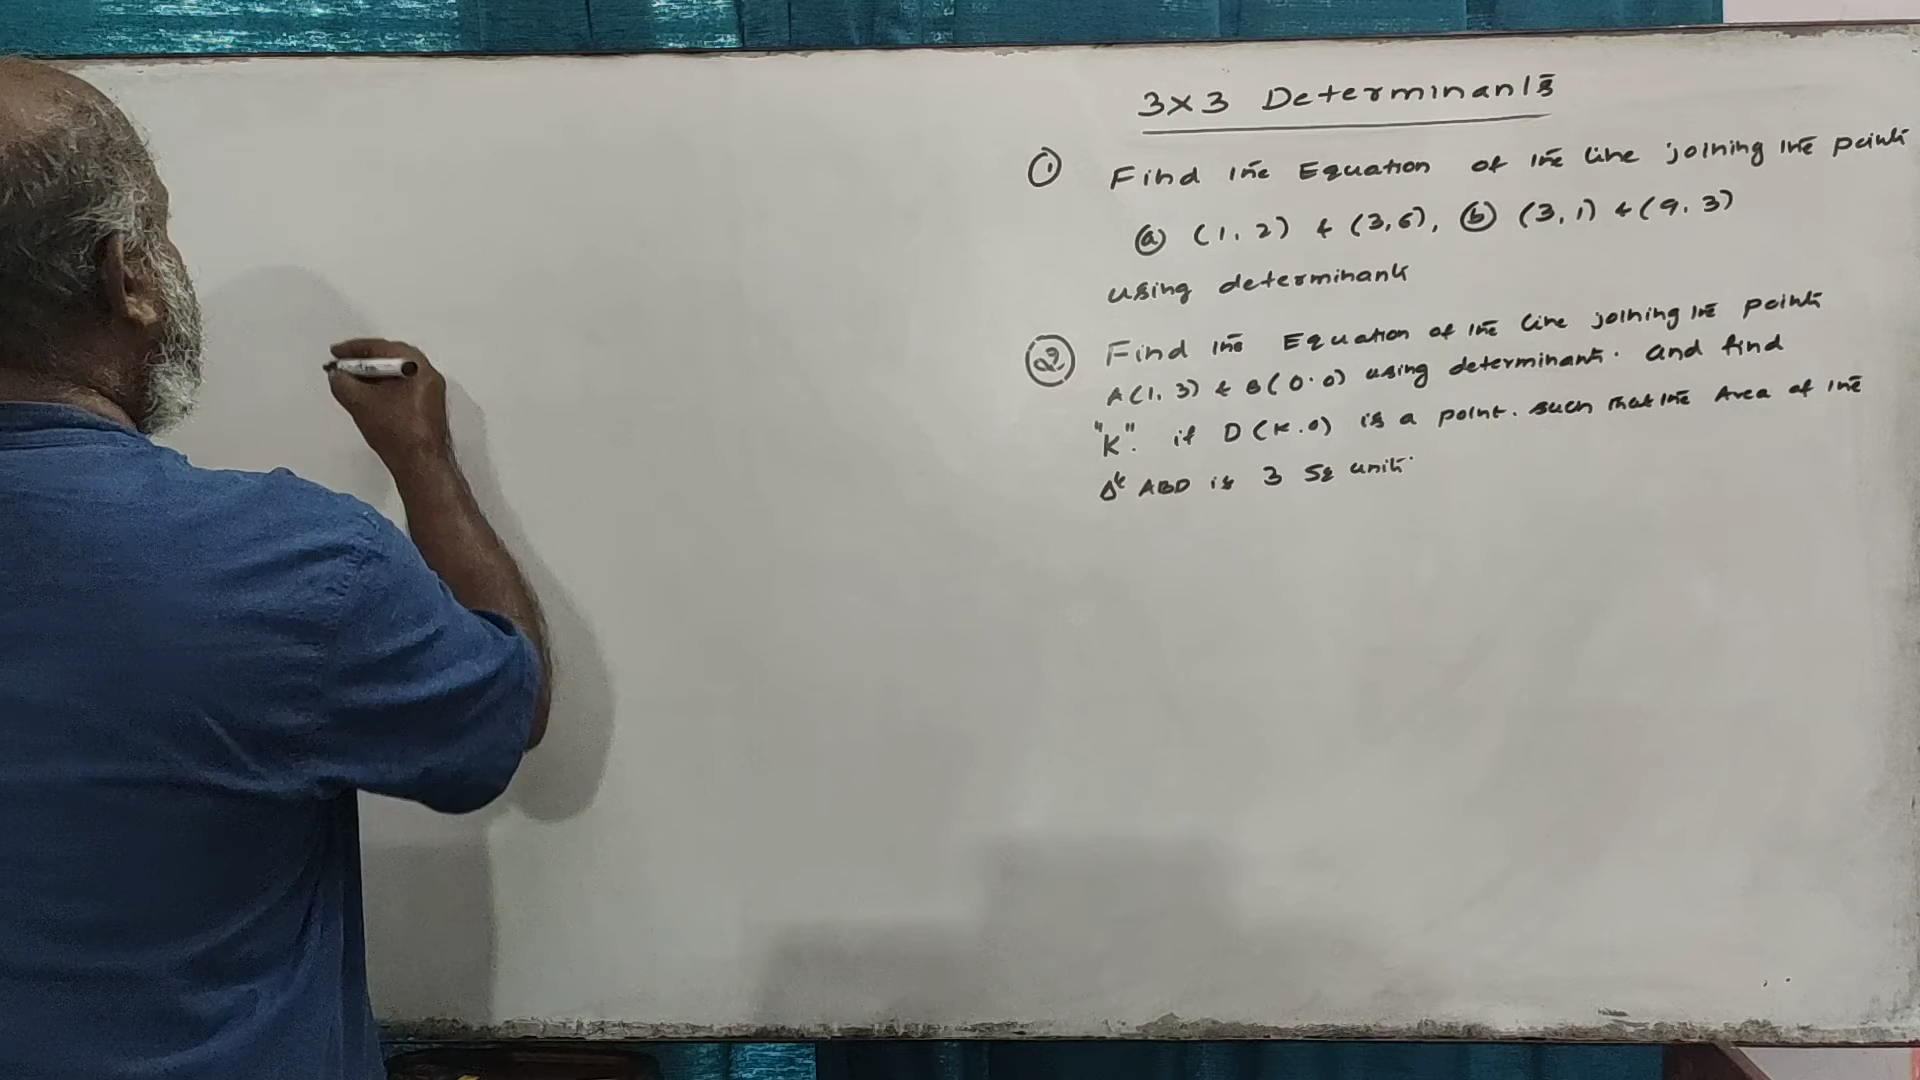 3×3 Determinants
① Find the Equation of the line joining the points
ⓐ (1, 2) & (3, 6), ⓑ (3, 1) & (9, 3)
using determinants
Q2 Find the Equation of the line joining the points
A(1, 3) & B(0.0) using determinants. and find
"K". if D(K.0) is a point. such that the Area of the
Δle ABD is 3 sq units.